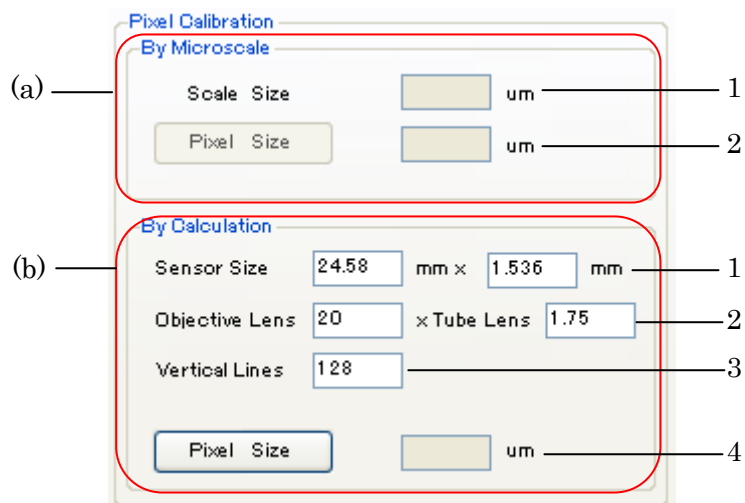 Pixel Calibration
By Microscale
(a) Scale Size um 1
Pixel Size um 2
By Calculation
(b) Sensor Size 24.58 mm x 1.536 mm 1
Objective Lens 20 x Tube Lens 1.75 2
Vertical Lines 128 3
Pixel Size um 4